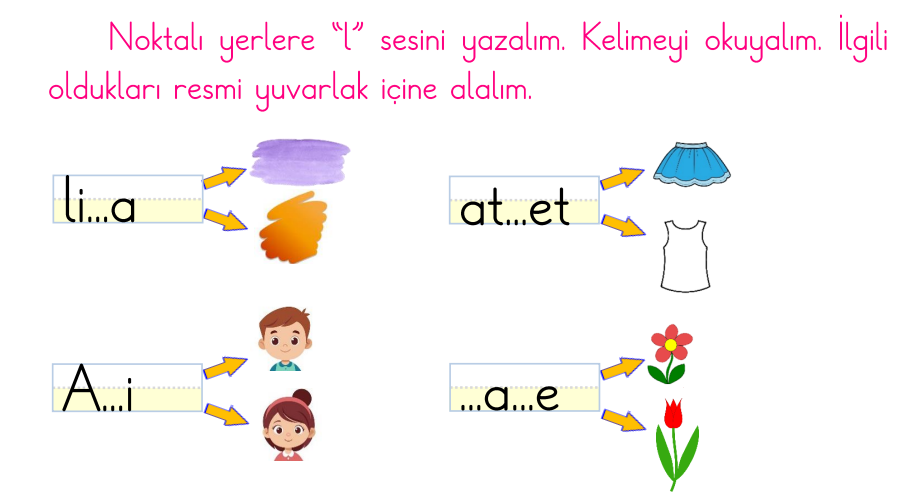 Noktalı yerlere “l” sesini yazalım. Kelimeyi okuyalım. İlgili
oldukları resmi yuvarlak içine alalım.
li...a
at...et
A...i
...a...e